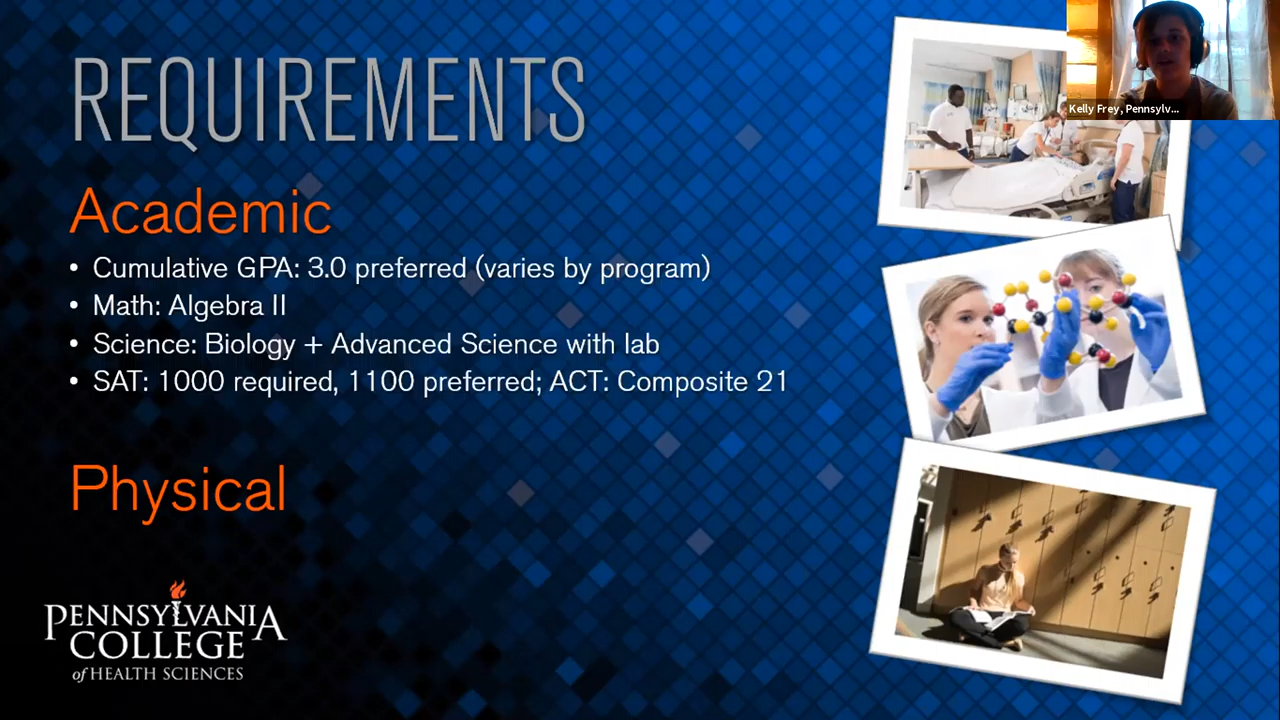 REQUIREMENTS
Academic
• Cumulative GPA: 3.0 preferred (varies by program)
• Math: Algebra II
• Science: Biology + Advanced Science with lab
• SAT: 1000 required, 1100 preferred; ACT: Composite 21
Physical
PENNSYLVANIA
COLLEGE
of HEALTH SCIENCES
Kelly Frey, Pennsylv...